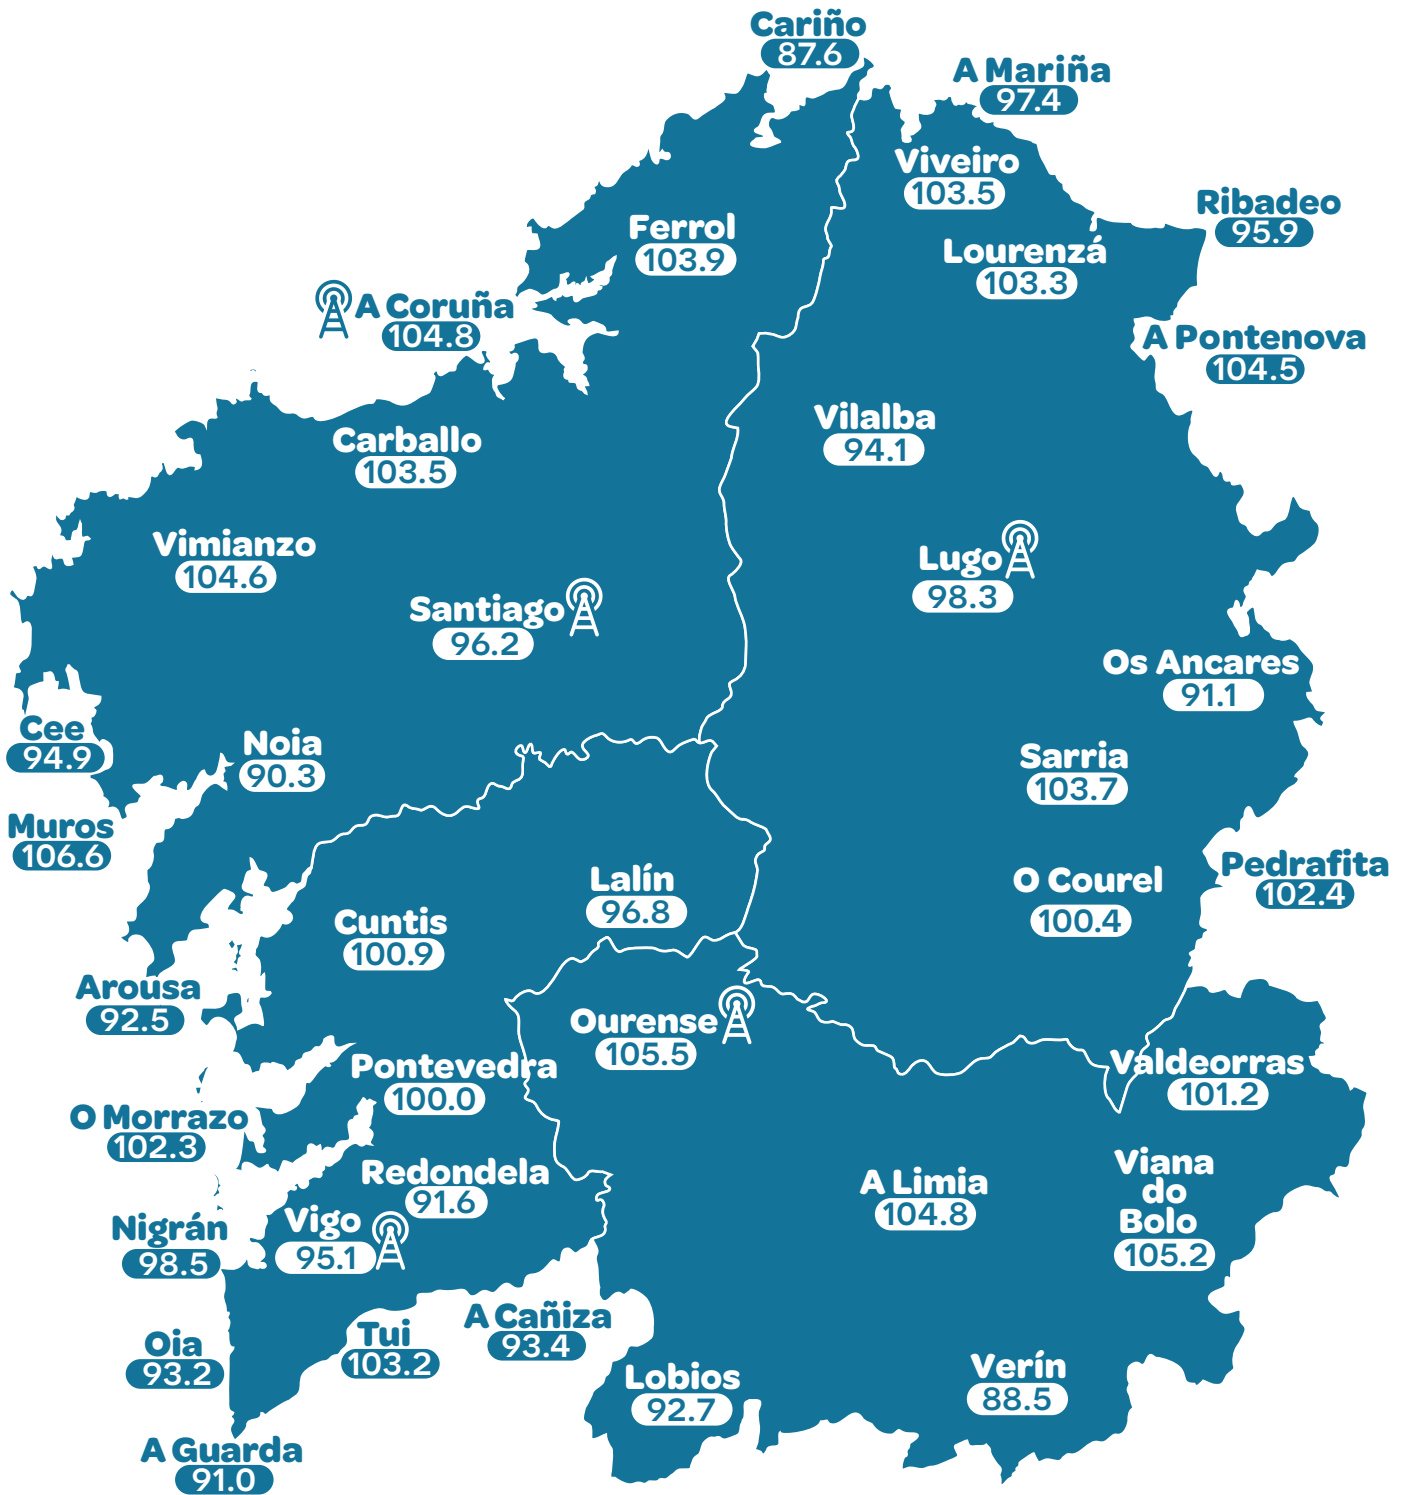 Cariño
87.6
A Mariña
97.4
Viveiro
103.5
Ribadeo
95.9
Ferrol
103.9
Lourenzá
103.3
A Coruña
104.8
A Pontenova
104.5
Vilalba
94.1
Carballo
103.5
Vimianzo
104.6
Lugo
98.3
Santiago
96.2
Os Ancares
91.1
Cee
94.9
Noia
90.3
Sarria
103.7
Muros
106.6
Pedrafita
102.4
Lalín
96.8
O Courel
100.4
Cuntis
100.9
Arousa
92.5
Ourense
105.5
Pontevedra
100.0
Valdeorras
101.2
O Morrazo
102.3
Redondela
91.6
A Limia
104.8
Viana
do
Bolo
105.2
Nigrán
98.5
Vigo
95.1
A Cañiza
93.4
Oia
93.2
Tui
103.2
Lobios
92.7
Verín
88.5
A Guarda
91.0